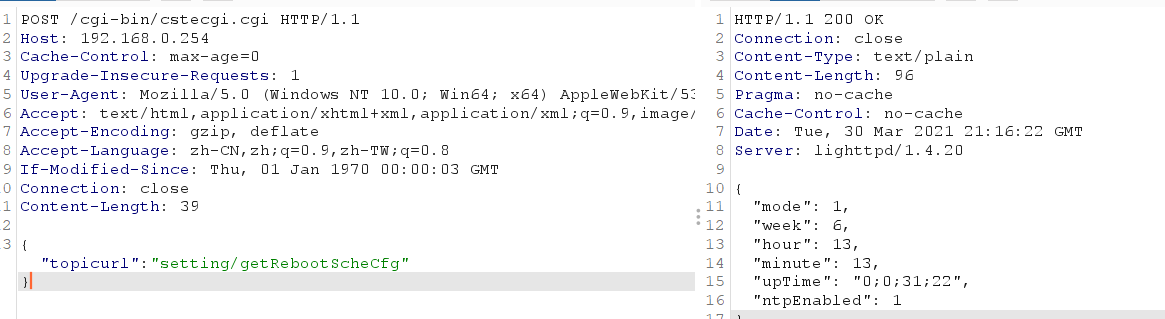 1 POST /cgi-bin/cstecgi.cgi HTTP/1.1
2 Host: 192.168.0.254
3 Cache-Control: max-age=0
4 Upgrade-Insecure-Requests: 1
5 User-Agent: Mozilla/5.0 (Windows NT 10.0; Win64; x64) AppleWebKit/53
6 Accept: text/html,application/xhtml+xml,application/xml;q=0.9,image/
7 Accept-Encoding: gzip, deflate
8 Accept-Language: zh-CN,zh;q=0.9,zh-TW;q=0.8
9 If-Modified-Since: Thu, 01 Jan 1970 00:00:03 GMT
0 Connection: close
1 Content-Length: 39
2
3 {
"topicurl":"setting/getRebootScheCfg"
}
1 HTTP/1.1 200 OK
2 Connection: close
3 Content-Type: text/plain
4 Content-Length: 96
5 Pragma: no-cache
6 Cache-Control: no-cache
7 Date: Tue, 30 Mar 2021 21:16:22 GMT
8 Server: lighttpd/1.4.20
9
10 {
11 "mode": 1,
12 "week": 6,
13 "hour": 13,
14 "minute": 13,
15 "upTime": "0;0;31;22",
16 "ntpEnabled": 1
17 }